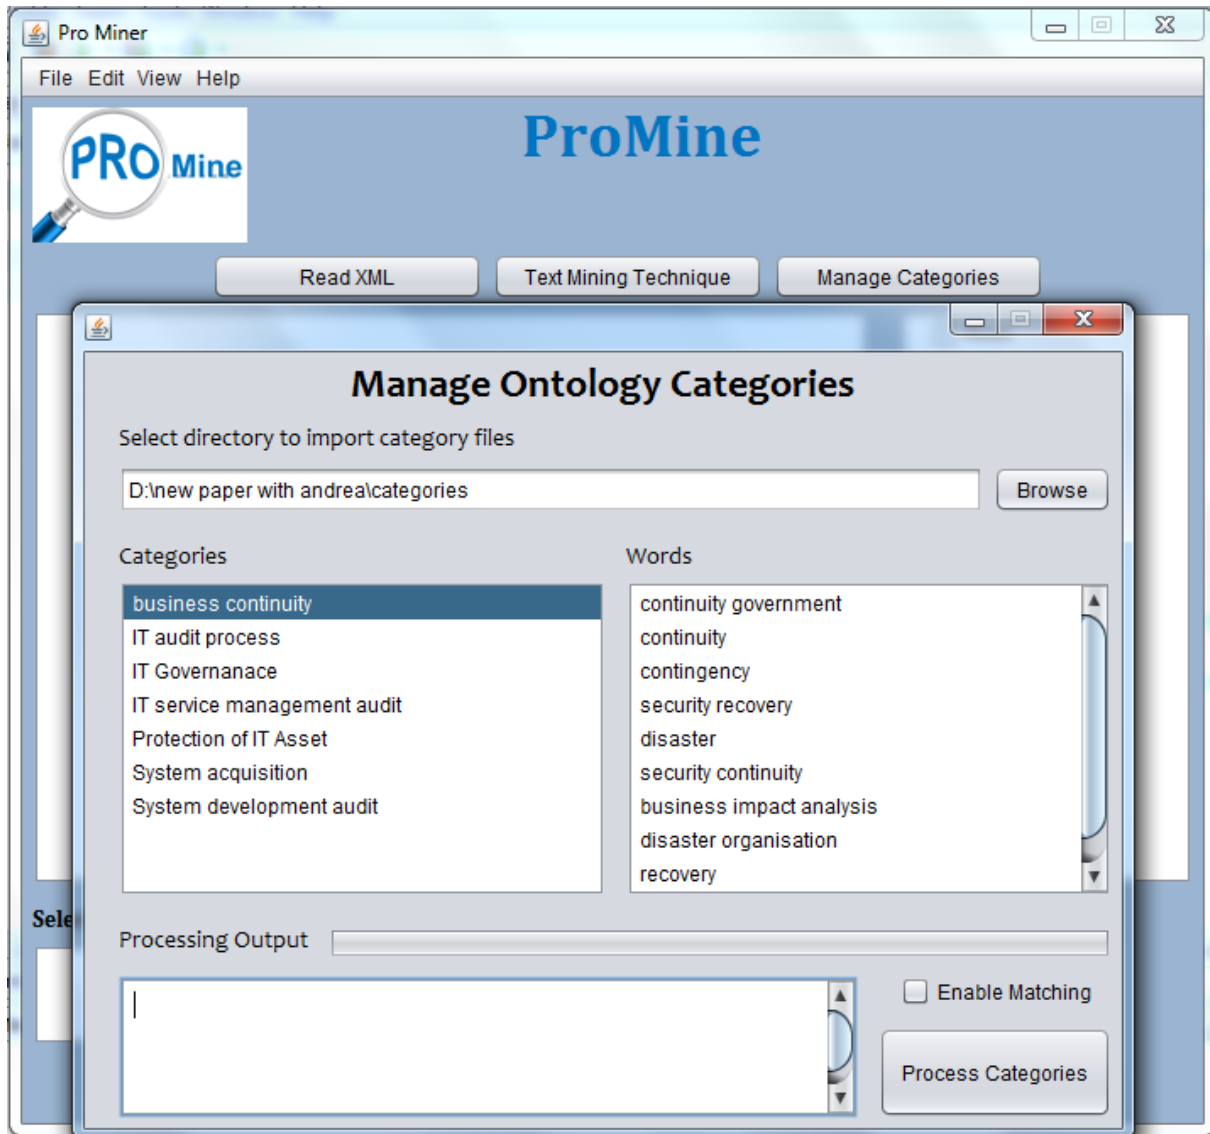 Pro Miner
File Edit View Help
PRO Mine
ProMine
Read XML
Text Mining Technique
Manage Categories
Manage Ontology Categories
Select directory to import category files
D:\new paper with andrea\categories
Browse
Categories
business continuity
IT audit process
IT Governanace
IT service management audit
Protection of IT Asset
System acquisition
System development audit
Words
continuity government
continuity
contingency
security recovery
disaster
security continuity
business impact analysis
disaster organisation
recovery
Sele
Processing Output
Enable Matching
Process Categories